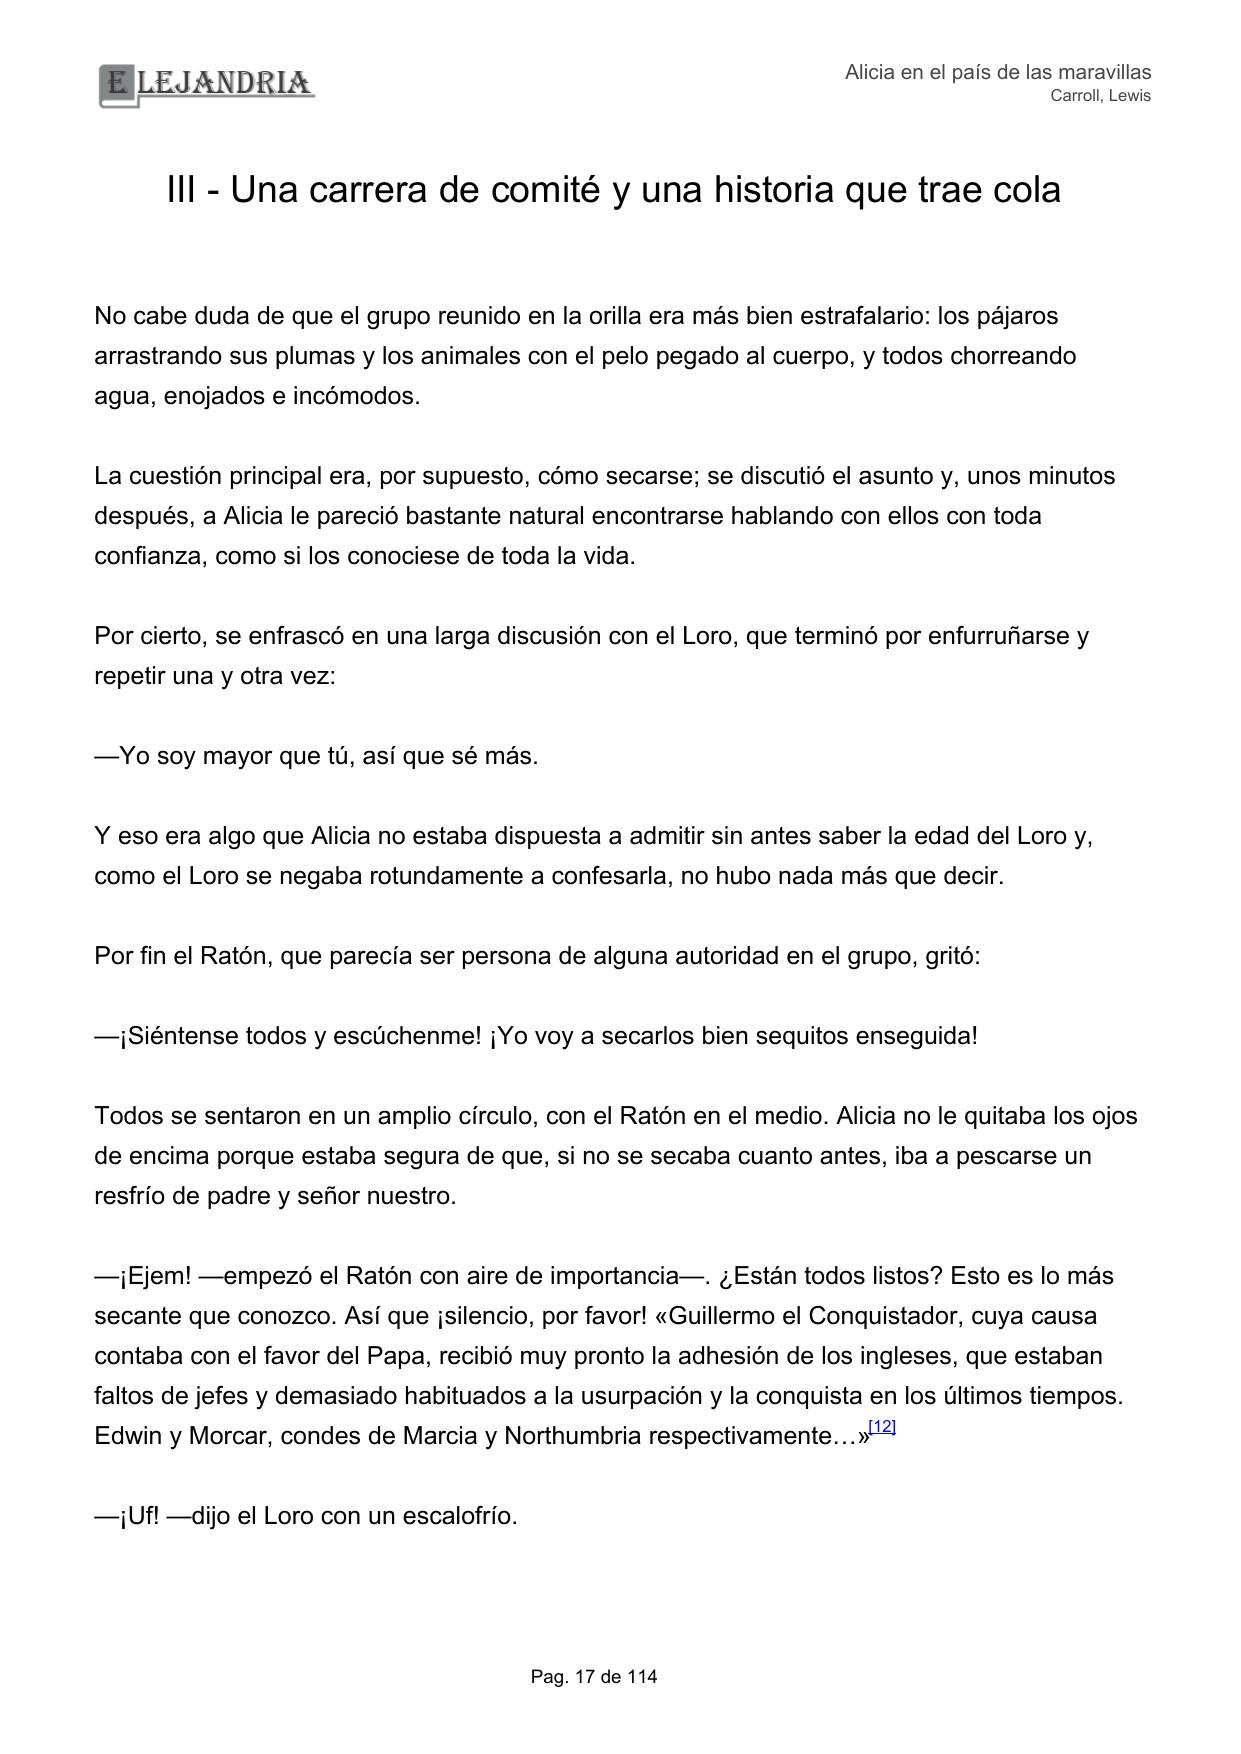 ELEJANDRIA
Alicia en el país de las maravillas
Carroll, Lewis
III - Una carrera de comité y una historia que trae cola
No cabe duda de que el grupo reunido en la orilla era más bien estrafalario: los pájaros
arrastrando sus plumas y los animales con el pelo pegado al cuerpo, y todos chorreando
agua, enojados e incómodos.
La cuestión principal era, por supuesto, cómo secarse; se discutió el asunto y, unos minutos
después, a Alicia le pareció bastante natural encontrarse hablando con ellos con toda
confianza, como si los conociese de toda la vida.
Por cierto, se enfrascó en una larga discusión con el Loro, que terminó por enfurruñarse y
repetir una y otra vez:
—Yo soy mayor que tú, así que sé más.
Y eso era algo que Alicia no estaba dispuesta a admitir sin antes saber la edad del Loro y,
como el Loro se negaba rotundamente a confesarla, no hubo nada más que decir.
Por fin el Ratón, que parecía ser persona de alguna autoridad en el grupo, gritó:
—¡Siéntense todos y escúchenme! ¡Yo voy a secarlos bien sequitos enseguida!
Todos se sentaron en un amplio círculo, con el Ratón en el medio. Alicia no le quitaba los ojos
de encima porque estaba segura de que, si no se secaba cuanto antes, iba a pescarse un
resfrío de padre y señor nuestro.
—¡Ejem! —empezó el Ratón con aire de importancia—. ¿Están todos listos? Esto es lo más
secante que conozco. Así que ¡silencio, por favor! «Guillermo el Conquistador, cuya causa
contaba con el favor del Papa, recibió muy pronto la adhesión de los ingleses, que estaban
faltos de jefes y demasiado habituados a la usurpación y la conquista en los últimos tiempos.
Edwin y Morcar, condes de Marcia y Northumbria respectivamente…»[12]
—¡Uf! —dijo el Loro con un escalofrío.
Pag. 17 de 114